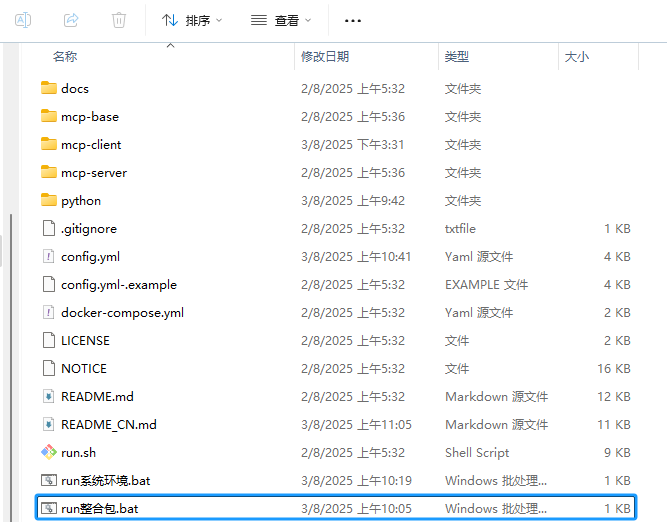 排序 查看
名称 修改日期 类型 大小
docs 2/8/2025 上午5:32 文件夹
mcp-base 2/8/2025 上午5:36 文件夹
mcp-client 3/8/2025 下午3:31 文件夹
mcp-server 2/8/2025 上午5:36 文件夹
python 3/8/2025 上午9:42 文件夹
.gitignore 2/8/2025 上午5:32 txtfile 1 KB
config.yml 3/8/2025 上午10:41 Yaml 源文件 4 KB
config.yml-.example 2/8/2025 上午5:32 EXAMPLE 文件 4 KB
docker-compose.yml 2/8/2025 上午5:32 Yaml 源文件 2 KB
LICENSE 2/8/2025 上午5:32 文件 2 KB
NOTICE 2/8/2025 上午5:32 文件 16 KB
README.md 2/8/2025 上午5:32 Markdown 源文件 12 KB
README_CN.md 3/8/2025 上午11:05 Markdown 源文件 11 KB
run.sh 2/8/2025 上午5:32 Shell Script 9 KB
run系统环境.bat 3/8/2025 上午10:19 Windows 批处理... 1 KB
run整合包.bat 3/8/2025 上午10:05 Windows 批处理... 1 KB